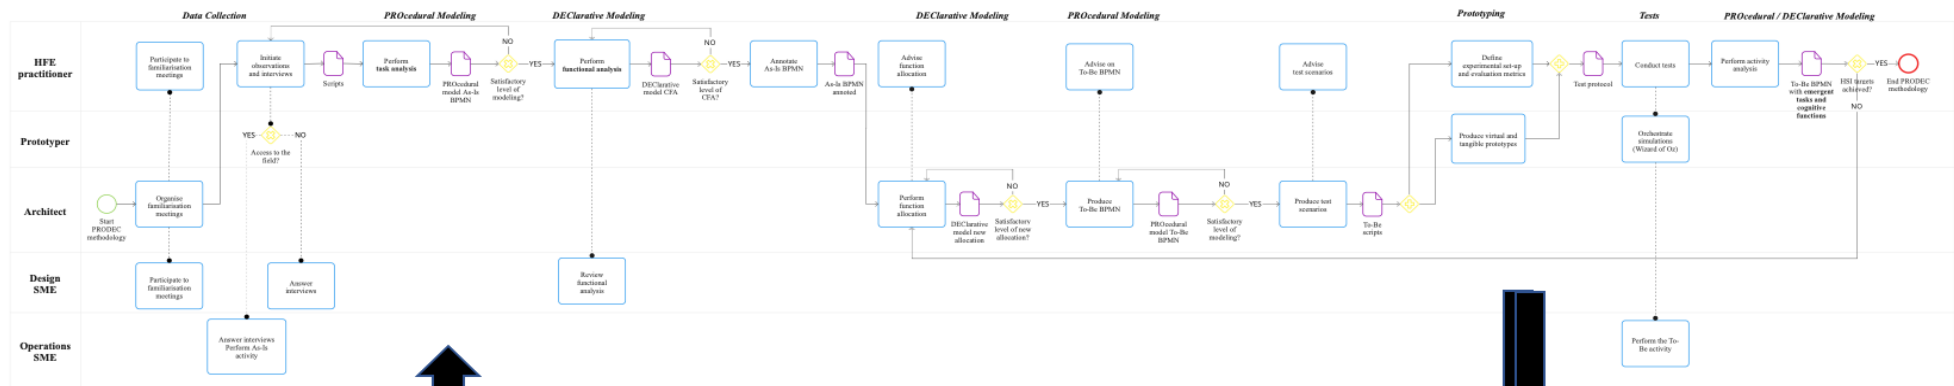 Data Collection
PROcedural Modeling
DEClarative Modeling
DEClarative Modeling
PROcedural Modeling
Prototyping
Tests
PROcedural / DEClarative Modeling
HFE
practitioner
Participate to
familiarisation
meetings
Initiate
observations
and interviews
Scripts
Perform
task analysis
PROcedural
model As-Is
BPMN
NO
Satisfactory
level of
modeling?
YES
Perform
functional analysis
DEClarative
model CFA
NO
Satisfactory
level of
CFA?
YES
Annotate
As-Is BPMN
As-Is BPMN
annoted
Advise
function
allocation
Advise on
To-Be BPMN
Advise
test scenarios
Define
experimental set-up
and evaluation metrics
Test protocol
Conduct tests
Perform activity
analysis
To-Be BPMN
with emergent
tasks and
cognitive
functions
HSI targets
achieved?
YES
NO
End PRODEC
methodology
Prototyper
YES
NO
Access to the
field?
Produce virtual and
tangible prototypes
Orchestrate
simulations
(Wizard of Oz)
Architect
Start
PRODEC
methodology
Organise
familiarisation
meetings
Perform
function
allocation
DEClarative
model new
allocation
NO
Satisfactory
level of new
allocation?
YES
Produce
To-Be BPMN
PROcedural
model To-Be
BPMN
NO
Satisfactory
level of
modeling?
YES
Produce test
scenarios
To-Be
scripts
Design
SME
Participate to
familiarisation
meetings
Answer
interviews
Review
functional
analysis
Operations
SME
Answer interviews
Perform As-Is
activity
Perform the To-
Be activity